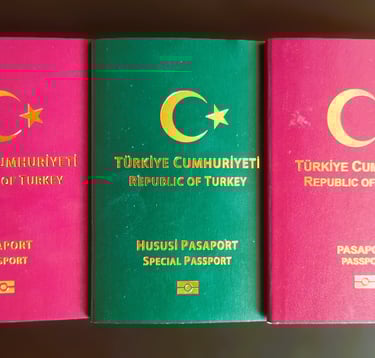 CUMHURİYETİ
OF TURKEY
PASAPORT
PASSPORT
TÜRKİYE CUMHURİYETİ
REPUBLIC OF TURKEY
HUSUSİ PASAPORT
SPECIAL PASSPORT
TÜRKİYE CUM
REPUBLIC OF
PASAPO
PASSPO